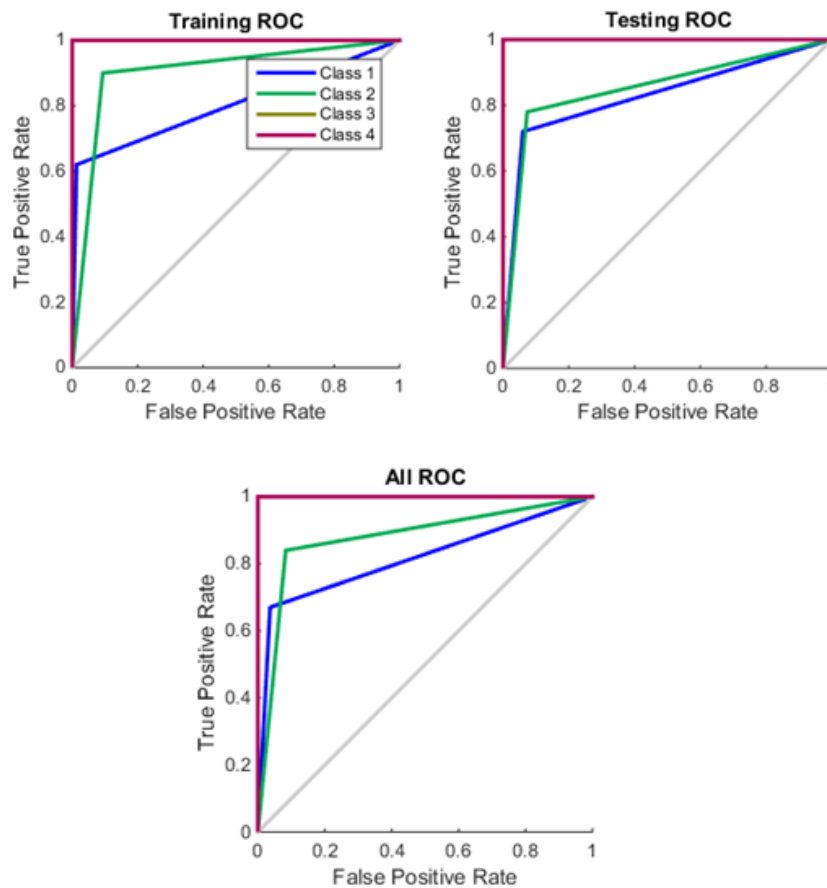 Training ROC
1
0.8
0.6
0.4
0.2
0
True Positive Rate
Class 1
Class 2
Class 3
Class 4
0 0.2 0.4 0.6 0.8 1
False Positive Rate
Testing ROC
1
0.8
0.6
0.4
0.2
0
True Positive Rate
0 0.2 0.4 0.6 0.8
False Positive Rate
All ROC
1
0.8
0.6
0.4
0.2
0
True Positive Rate
0 0.2 0.4 0.6 0.8 1
False Positive Rate